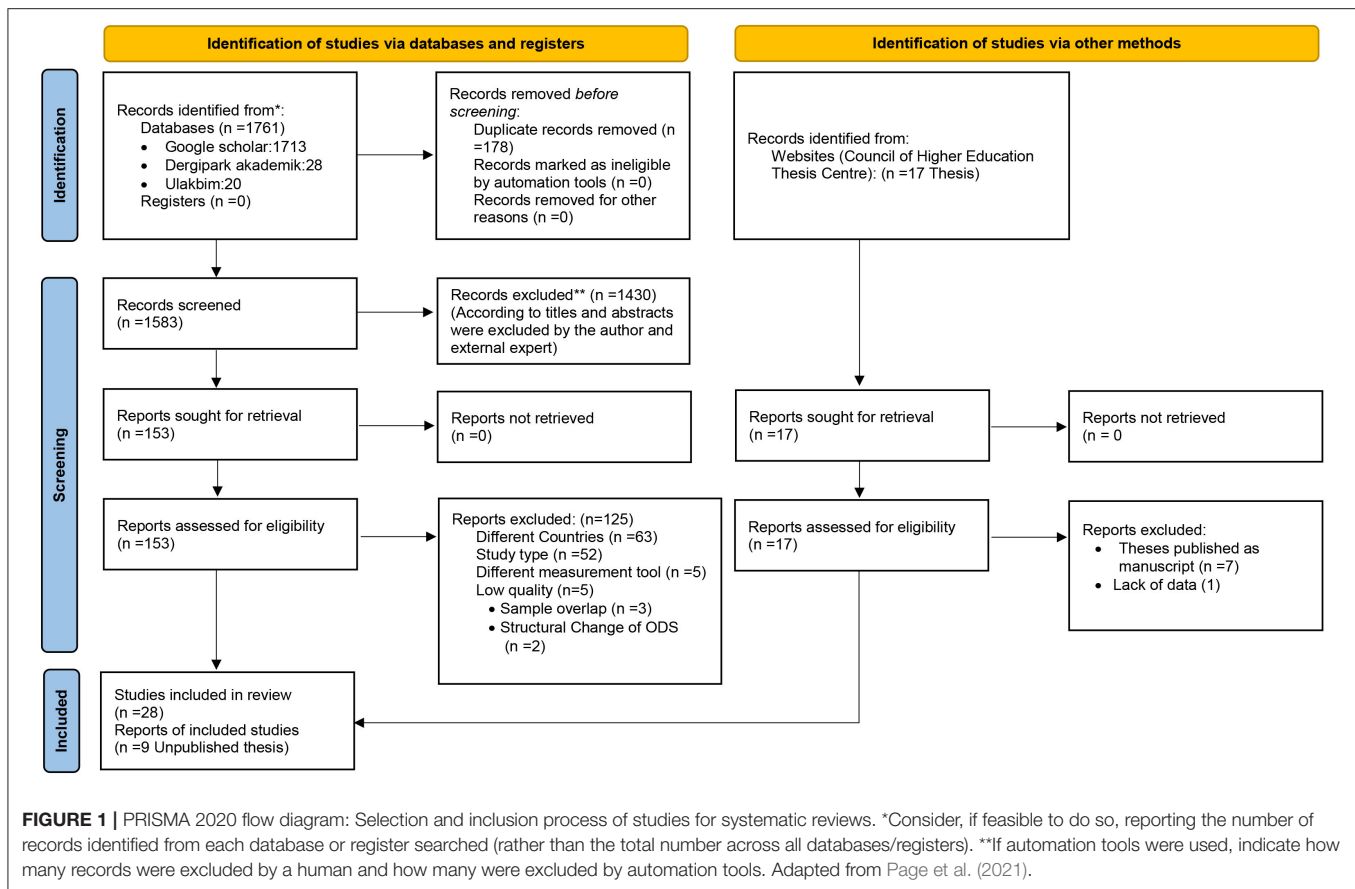 Identification of studies via databases and registers
Identification of studies via other methods
Identification
Records identified from*:
Databases (n =1761)
• Google scholar:1713
• Dergipark akademik:28
• Ulakbim:20
Registers (n =0)
Records removed before
screening:
Duplicate records removed (n
=178)
Records marked as ineligible
by automation tools (n =0)
Records removed for other
reasons (n =0)
Records identified from:
Websites (Council of Higher Education
Thesis Centre): (n =17 Thesis)
Screening
Records screened
(n =1583)
Records excluded** (n =1430)
(According to titles and abstracts
were excluded by the author and
external expert)
Reports sought for retrieval
(n =153)
Reports not retrieved
(n =0)
Reports sought for retrieval
(n =17)
Reports not retrieved
(n = 0
Reports assessed for eligibility
(n =153)
Reports excluded: (n=125)
Different Countries (n =63)
Study type (n =52)
Different measurement tool (n =5)
Low quality (n=5)
• Sample overlap (n =3)
• Structural Change of ODS
(n =2)
Reports assessed for eligibility
(n =17)
Reports excluded:
• Theses published as
manuscript (n =7)
• Lack of data (1)
Included
Studies included in review
(n =28)
Reports of included studies
(n =9 Unpublished thesis)
FIGURE 1 | PRISMA 2020 flow diagram: Selection and inclusion process of studies for systematic reviews. *Consider, if feasible to do so, reporting the number of
records identified from each database or register searched (rather than the total number across all databases/registers). **If automation tools were used, indicate how
many records were excluded by a human and how many were excluded by automation tools. Adapted from Page et al. (2021).